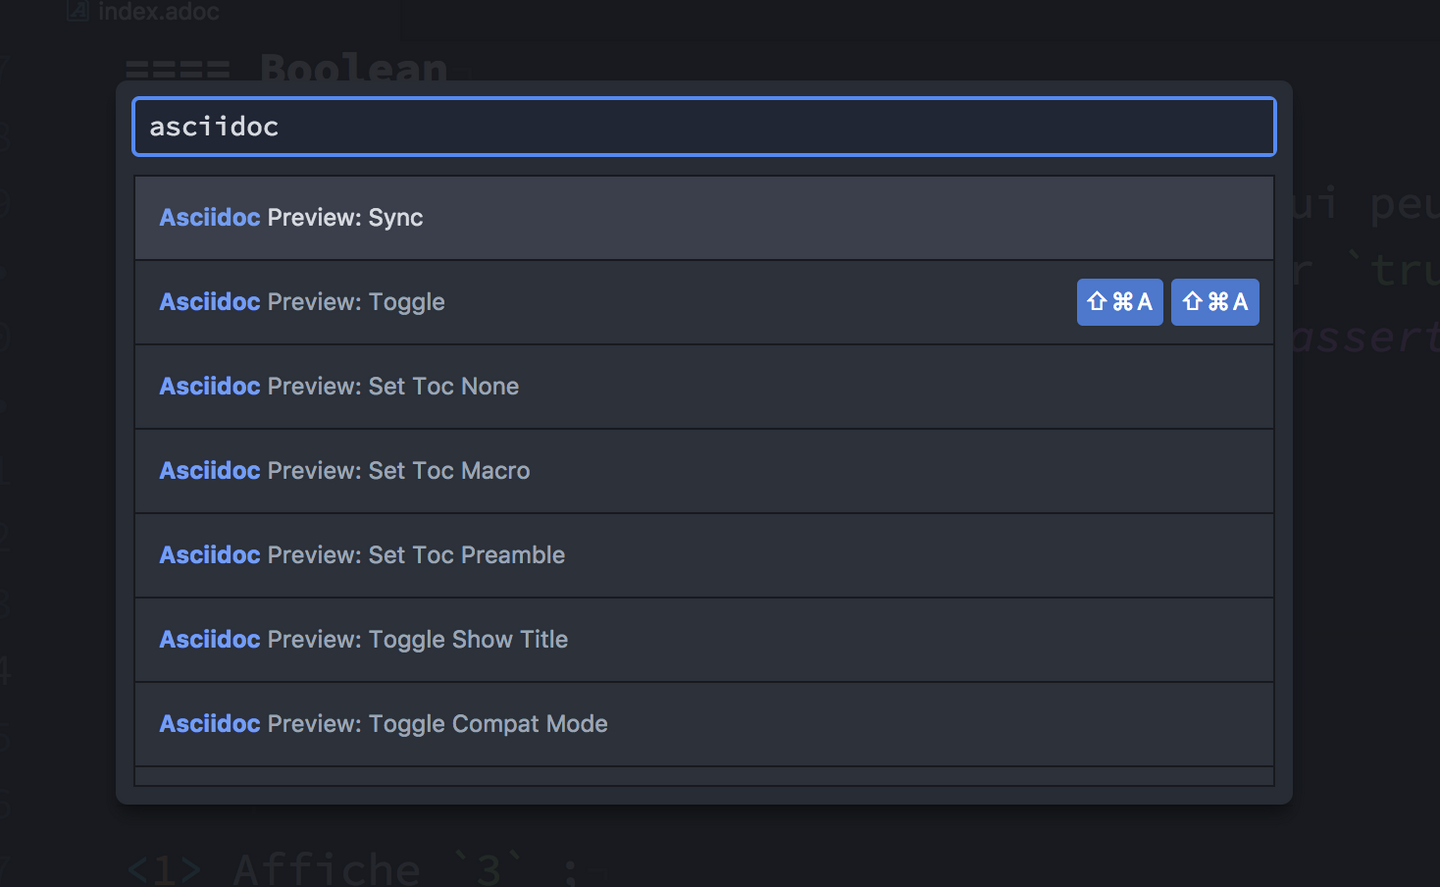 index.adoc
==== Boolean
asciidoc
Asciidoc Preview: Sync
ui peu
Asciidoc Preview: Toggle ⇧⌘A ⇧⌘A
r `tru
assert
Asciidoc Preview: Set Toc None
Asciidoc Preview: Set Toc Macro
Asciidoc Preview: Set Toc Preamble
Asciidoc Preview: Toggle Show Title
Asciidoc Preview: Toggle Compat Mode
<1> Affiche `3` ;